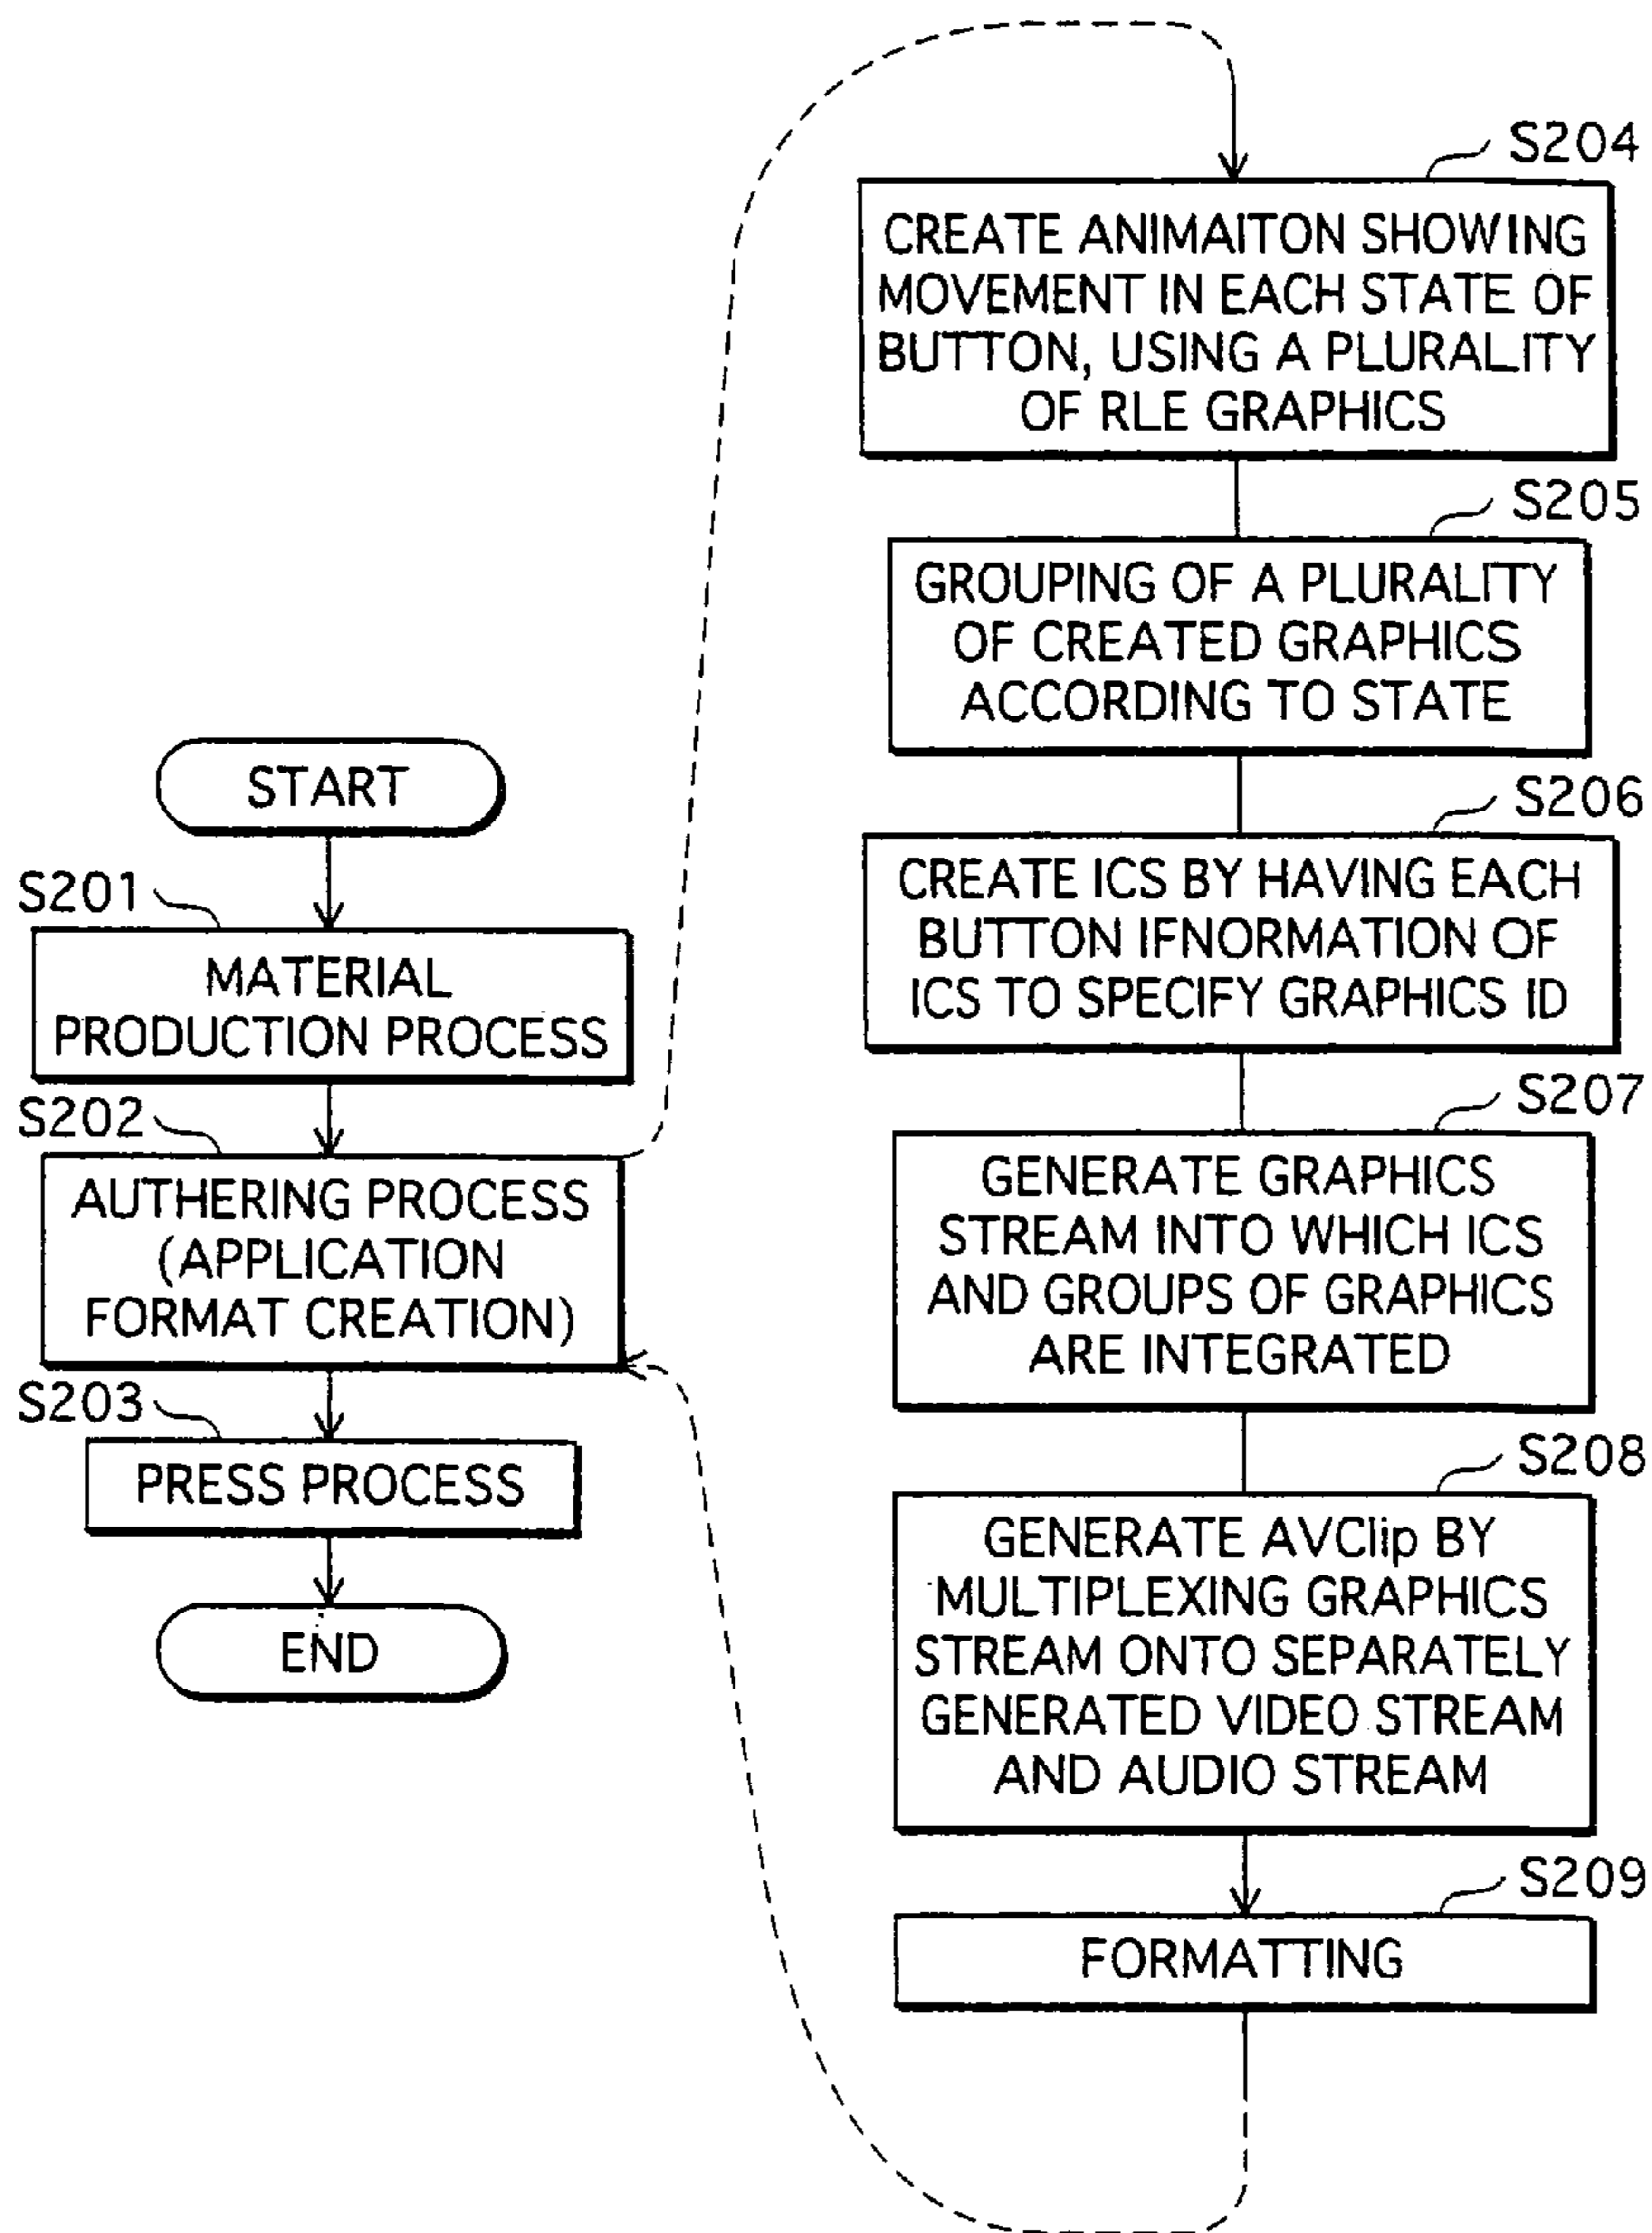 START
S201
MATERIAL
PRODUCTION PROCESS
S202
AUTHERING PROCESS
(APPLICATION
FORMAT CREATION)
S203
PRESS PROCESS
END
S204
CREATE ANIMAITON SHOWING
MOVEMENT IN EACH STATE OF
BUTTON, USING A PLURALITY
OF RLE GRAPHICS
S205
GROUPING OF A PLURALITY
OF CREATED GRAPHICS
ACCORDING TO STATE
S206
CREATE ICS BY HAVING EACH
BUTTON IFNORMATION OF
ICS TO SPECIFY GRAPHICS ID
S207
GENERATE GRAPHICS
STREAM INTO WHICH ICS
AND GROUPS OF GRAPHICS
ARE INTEGRATED
S208
GENERATE AVClip BY
MULTIPLEXING GRAPHICS
STREAM ONTO SEPARATELY
GENERATED VIDEO STREAM
AND AUDIO STREAM
S209
FORMATTING